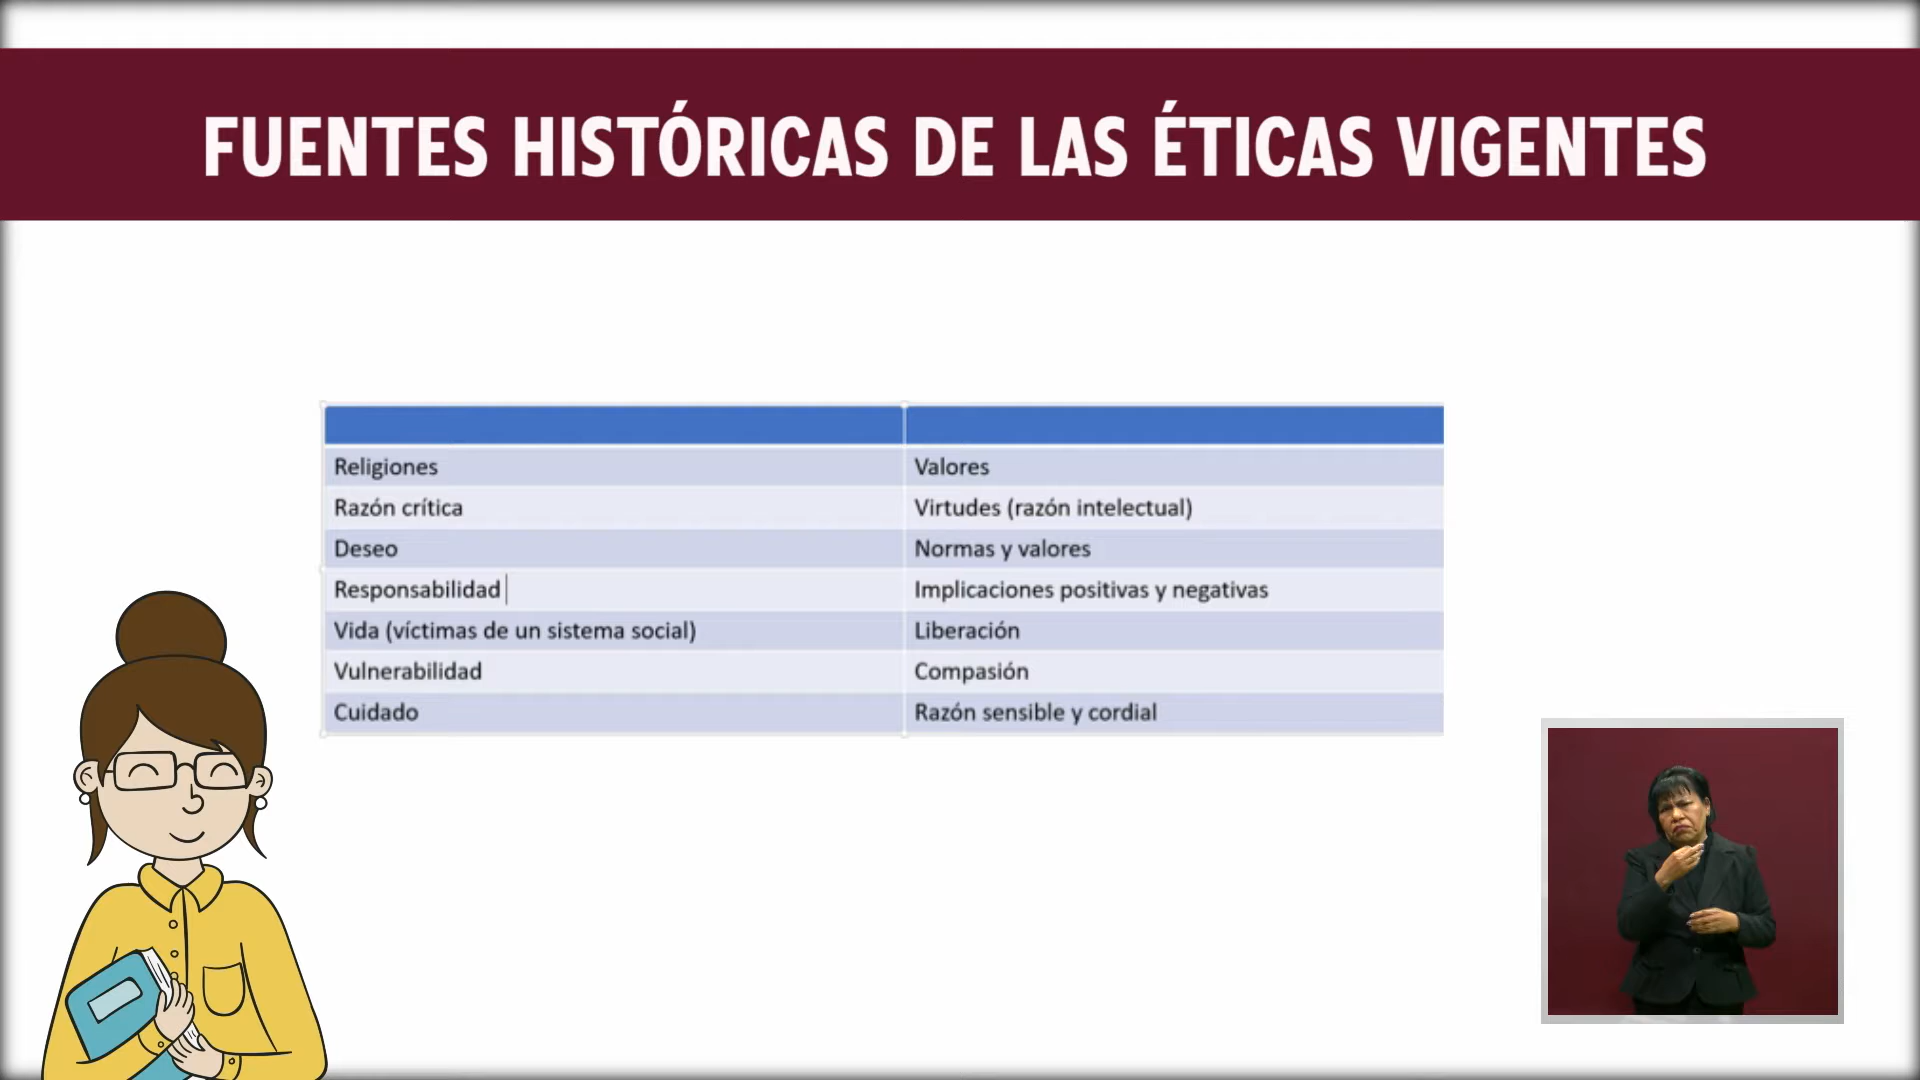 FUENTES HISTÓRICAS DE LAS ÉTICAS VIGENTES
Religiones Valores
Razón crítica Virtudes (razón intelectual)
Deseo Normas y valores
Responsabilidad Implicaciones positivas y negativas
Vida (víctimas de un sistema social) Liberación
Vulnerabilidad Compasión
Cuidado Razón sensible y cordial